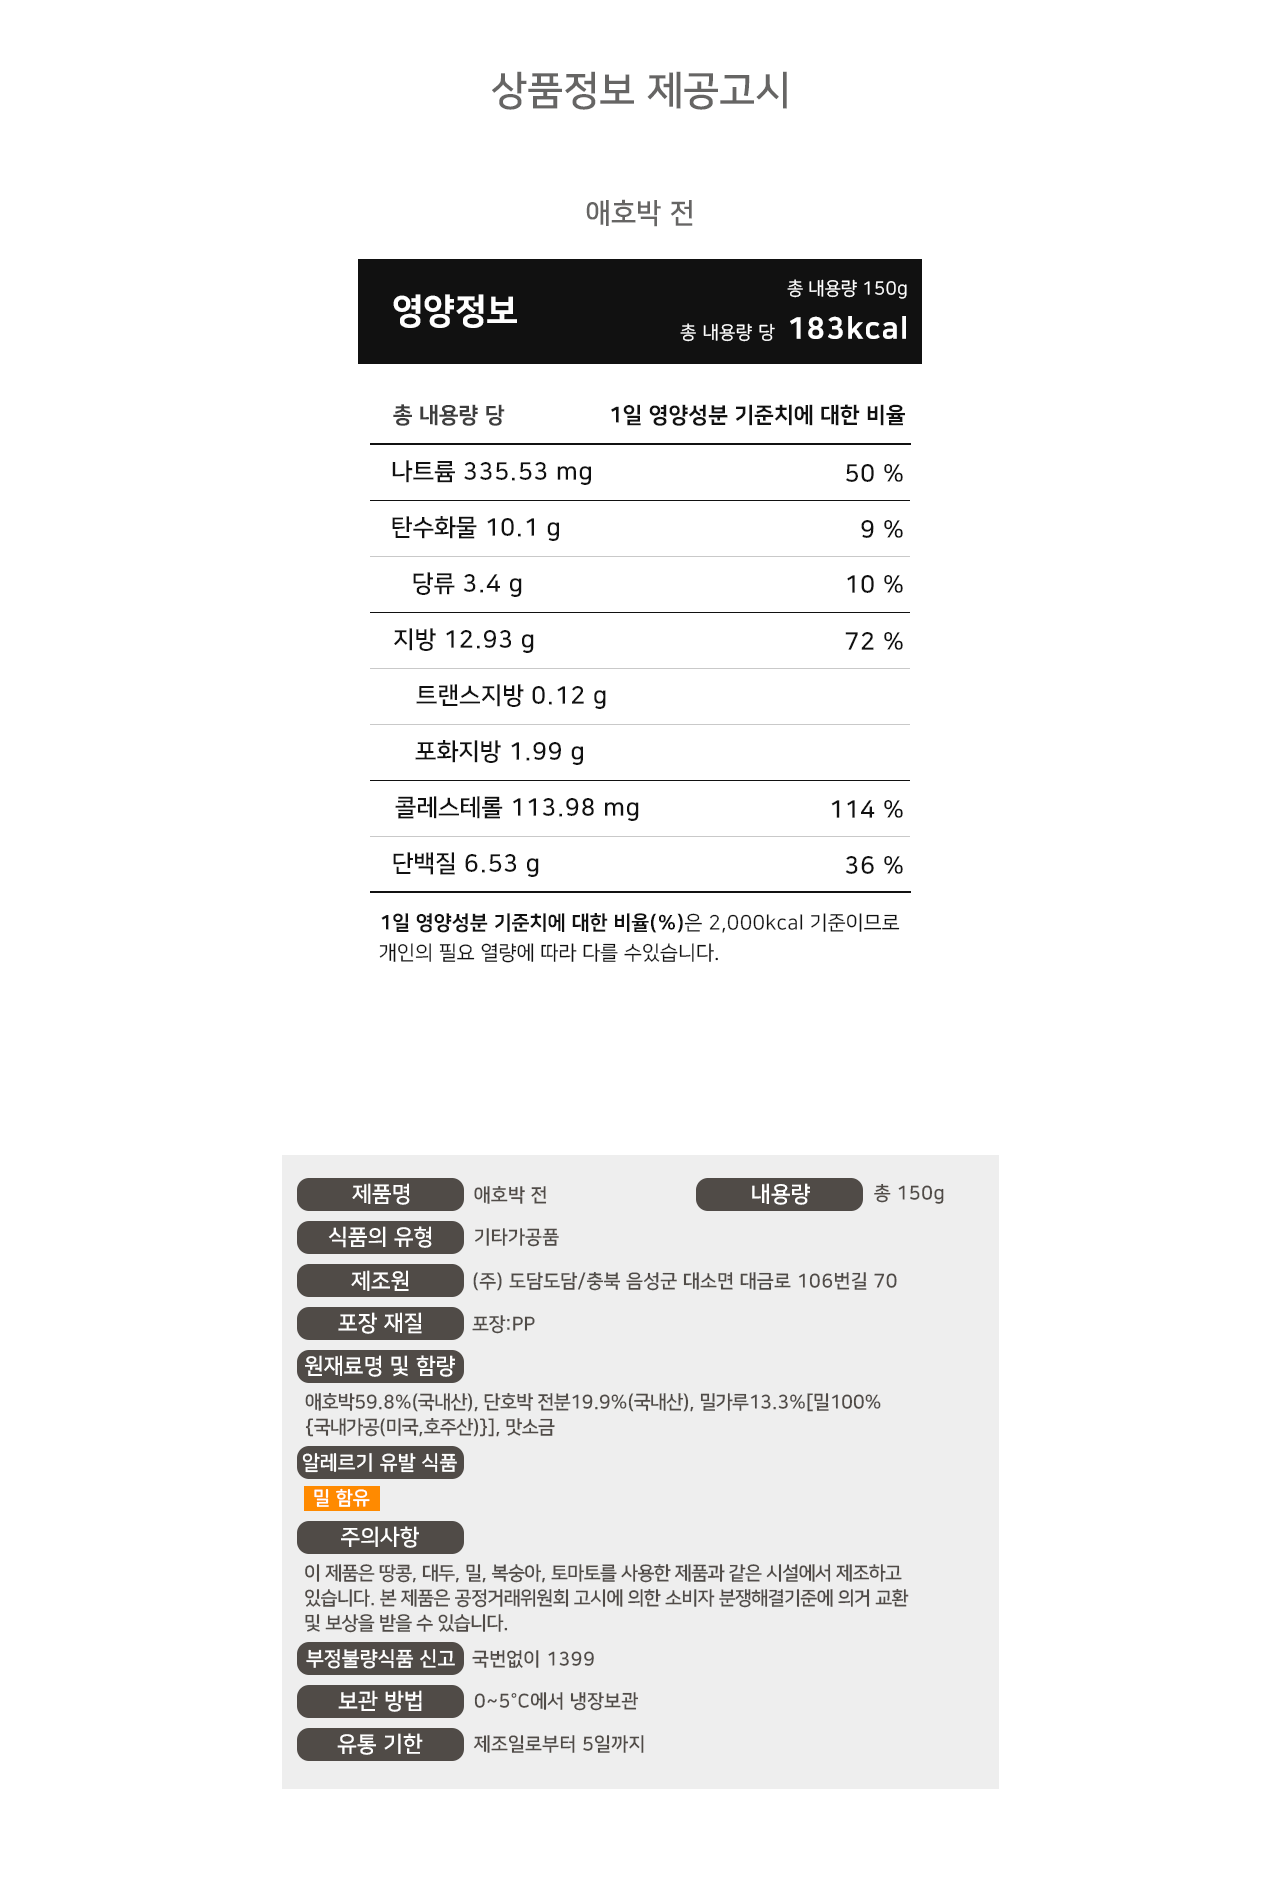 상품정보 제공고시
애호박 전
영양정보
총 내용량 150g
총 내용량 당 183kcal
총 내용량 당 1일 영양성분 기준치에 대한 비율
나트륨 335.53 mg 50 %
탄수화물 10.1 g 9 %
당류 3.4 g 10 %
지방 12.93 g 72 %
트랜스지방 0.12 g
포화지방 1.99 g
콜레스테롤 113.98 mg 114 %
단백질 6.53 g 36 %
1일 영양성분 기준치에 대한 비율(%)은 2,000kcal 기준이므로
개인의 필요 열량에 따라 다를 수있습니다.
제품명 애호박 전 내용량 총 150g
식품의 유형 기타가공품
제조원 (주) 도담도담/충북 음성군 대소면 대금로 106번길 70
포장 재질 포장:PP
원재료명 및 함량
애호박59.8%(국내산), 단호박 전분19.9%(국내산), 밀가루13.3%[밀100%
{국내가공(미국,호주산)}], 맛소금
알레르기 유발 식품
밀 함유
주의사항
이 제품은 땅콩, 대두, 밀, 복숭아, 토마토를 사용한 제품과 같은 시설에서 제조하고
있습니다. 본 제품은 공정거래위원회 고시에 의한 소비자 분쟁해결기준에 의거 교환
및 보상을 받을 수 있습니다.
부정불량식품 신고 국번없이 1399
보관 방법 0~5°C에서 냉장보관
유통 기한 제조일로부터 5일까지